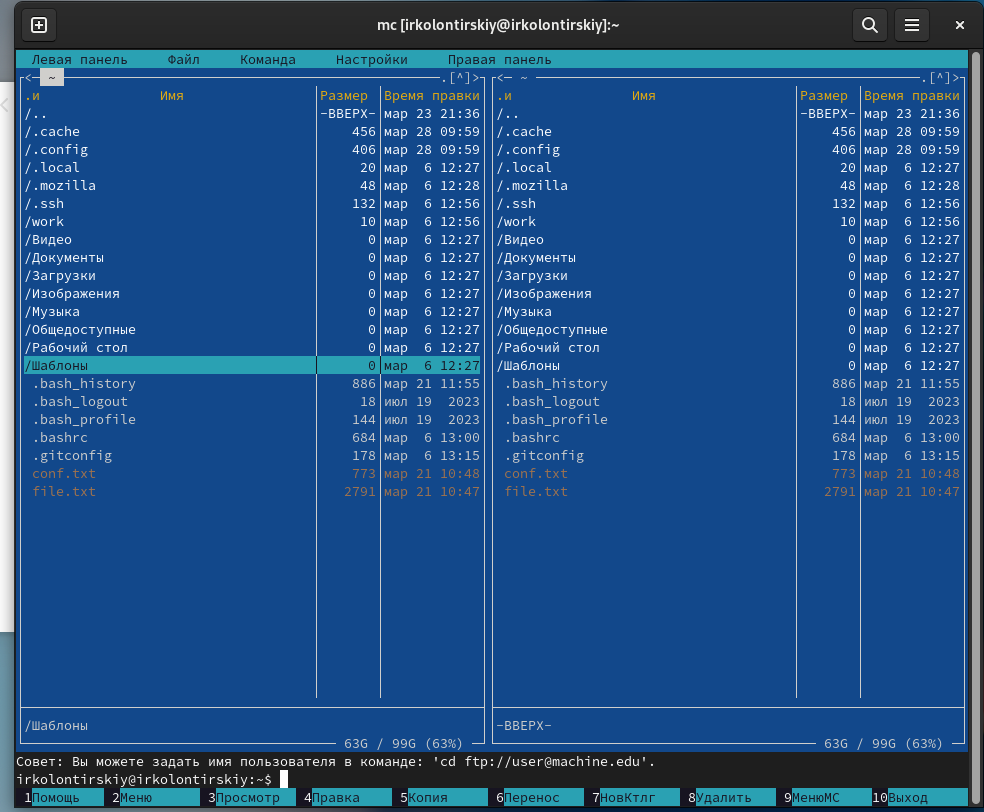 mc [irkolontirskiy@irkolontirskiy]:~
Левая панель Файл Команда Настройки Правая панель
<— ~ .[^]> <— ~ .[^]>
.и Имя Размер Время правки .и Имя Размер Время правки
/.. -ВВЕРХ- мар 23 21:36 /.. -ВВЕРХ- мар 23 21:36
/.cache 456 мар 28 09:59 /.cache 456 мар 28 09:59
/.config 406 мар 28 09:59 /.config 406 мар 28 09:59
/.local 20 мар 6 12:27 /.local 20 мар 6 12:27
/.mozilla 48 мар 6 12:28 /.mozilla 48 мар 6 12:28
/.ssh 132 мар 6 12:56 /.ssh 132 мар 6 12:56
/work 10 мар 6 12:56 /work 10 мар 6 12:56
/Видео 0 мар 6 12:27 /Видео 0 мар 6 12:27
/Документы 0 мар 6 12:27 /Документы 0 мар 6 12:27
/Загрузки 0 мар 6 12:27 /Загрузки 0 мар 6 12:27
/Изображения 0 мар 6 12:27 /Изображения 0 мар 6 12:27
/Музыка 0 мар 6 12:27 /Музыка 0 мар 6 12:27
/Общедоступные 0 мар 6 12:27 /Общедоступные 0 мар 6 12:27
/Рабочий стол 0 мар 6 12:27 /Рабочий стол 0 мар 6 12:27
/Шаблоны 0 мар 6 12:27 /Шаблоны 0 мар 6 12:27
.bash_history 886 мар 21 11:55 .bash_history 886 мар 21 11:55
.bash_logout 18 июл 19 2023 .bash_logout 18 июл 19 2023
.bash_profile 144 июл 19 2023 .bash_profile 144 июл 19 2023
.bashrc 684 мар 6 13:00 .bashrc 684 мар 6 13:00
.gitconfig 178 мар 6 13:15 .gitconfig 178 мар 6 13:15
conf.txt 773 мар 21 10:48 conf.txt 773 мар 21 10:48
file.txt 2791 мар 21 10:47 file.txt 2791 мар 21 10:47
/Шаблоны -ВВЕРХ-
63G / 99G (63%) 63G / 99G (63%)
Совет: Вы можете задать имя пользователя в команде: 'cd ftp://user@machine.edu'.
irkolontirskiy@irkolontirskiy:~$
1Помощь 2Меню 3Просмотр 4Правка 5Копия 6Перенос 7НовКтлг 8Удалить 9МенюMC 10Выход